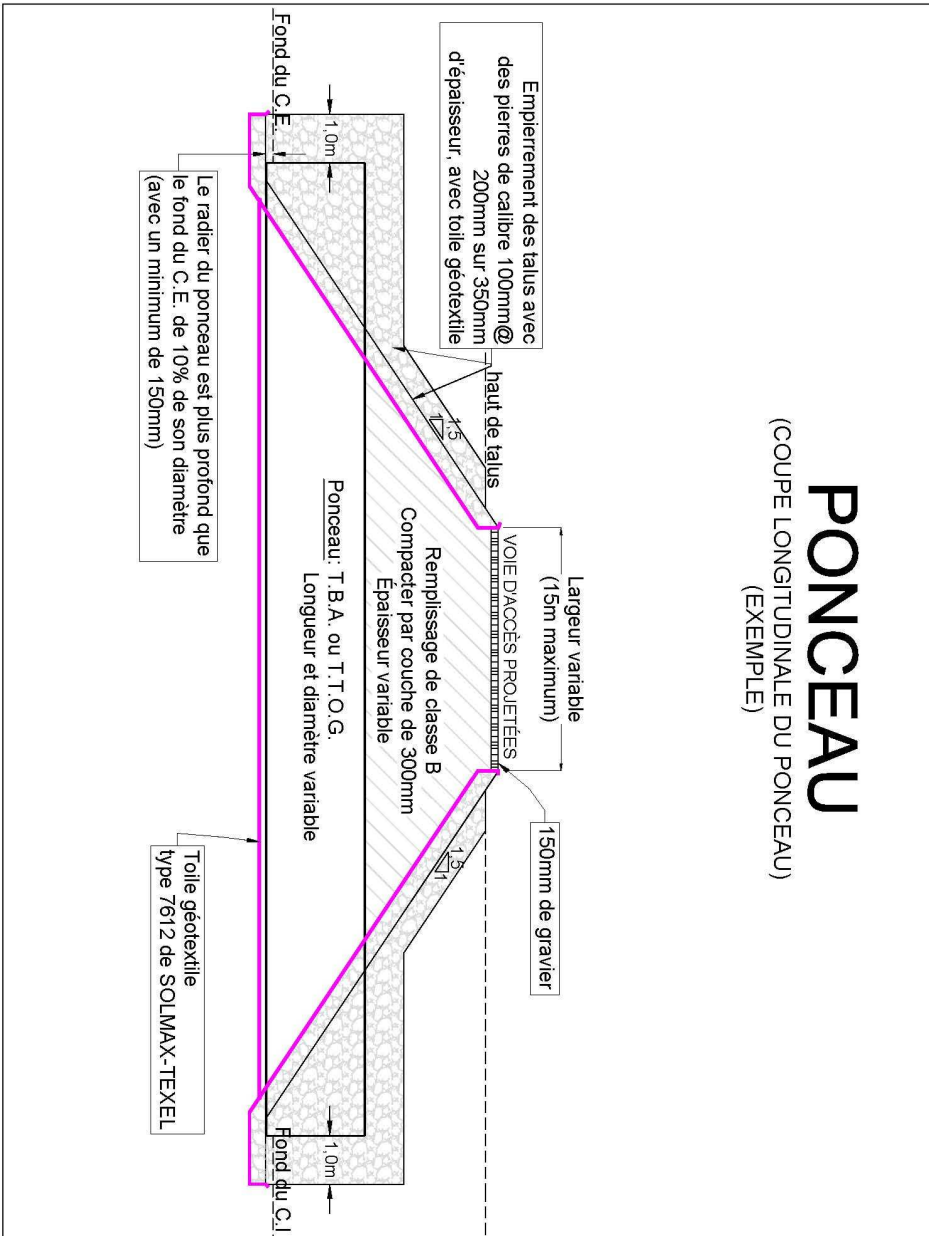 PONCEAU
(COUPE LONGITUDINALE DU PONCEAU)
(EXEMPLE)
Largeur variable
(15m maximum)
150mm de gravier
VOIE D'ACCÈS PROJETÉES
Empierrement des talus avec
des pierres de calibre 100mm@
200mm sur 350mm
d'épaisseur, avec toile géotextile
haut de talus
1,5
1
1,5
1
Remplissage de classe B
Compacter par couche de 300mm
Épaisseur variable
1,0m
1,0m
Ponceau: T.B.A. ou T.T.O.G.
Longueur et diamètre variable
Fond du C.E.
Fond du C.I
Le radier du ponceau est plus profond que
le fond du C.E. de 10% de son diamètre
(avec un minimum de 150mm)
Toile géotextile
type 7612 de SOLMAX-TEXEL